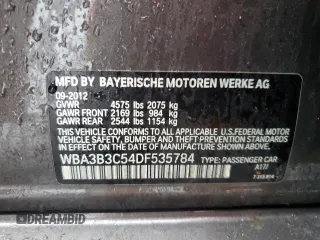 MFD BY BAYERISCHE MOTOREN WERKE AG
09-2012
GVWR 4575 lbs 2075 kg
GAWR FRONT 2169 lbs 984 kg
GAWR REAR 2544 lbs 1154 kg
THIS VEHICLE CONFORMS TO ALL APPLICABLE U.S. FEDERAL MOTOR
VEHICLE SAFETY, BUMPER, AND THEFT PREVENTION STANDARDS IN
EFFECT ON THE DATE OF MANUFACTURE SHOWN ABOVE.
WBA3B3C54DF535784 TYPE: PASSENGER CAR
DREAMBID